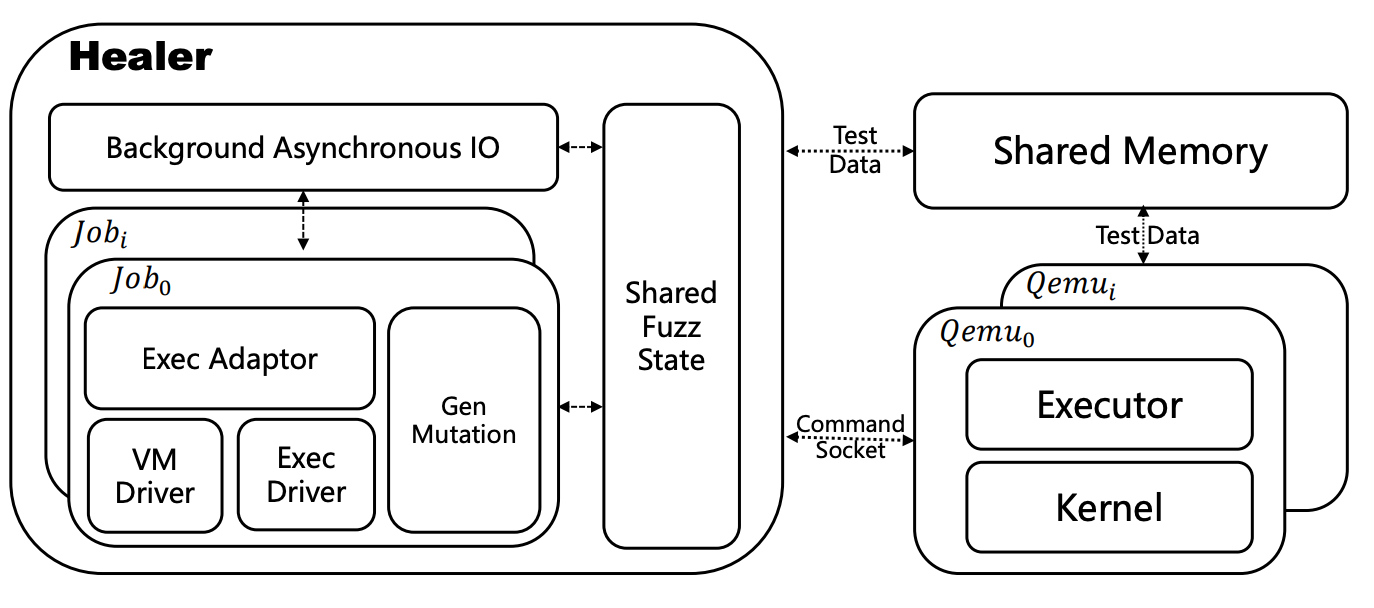 Healer
Background Asynchronous IO
Job_i
Job_0
Exec Adaptor
VM
Driver
Exec
Driver
Gen
Mutation
Shared
Fuzz
State
Test
Data
Shared Memory
Test Data
Command
Socket
Qemu_i
Qemu_0
Executor
Kernel